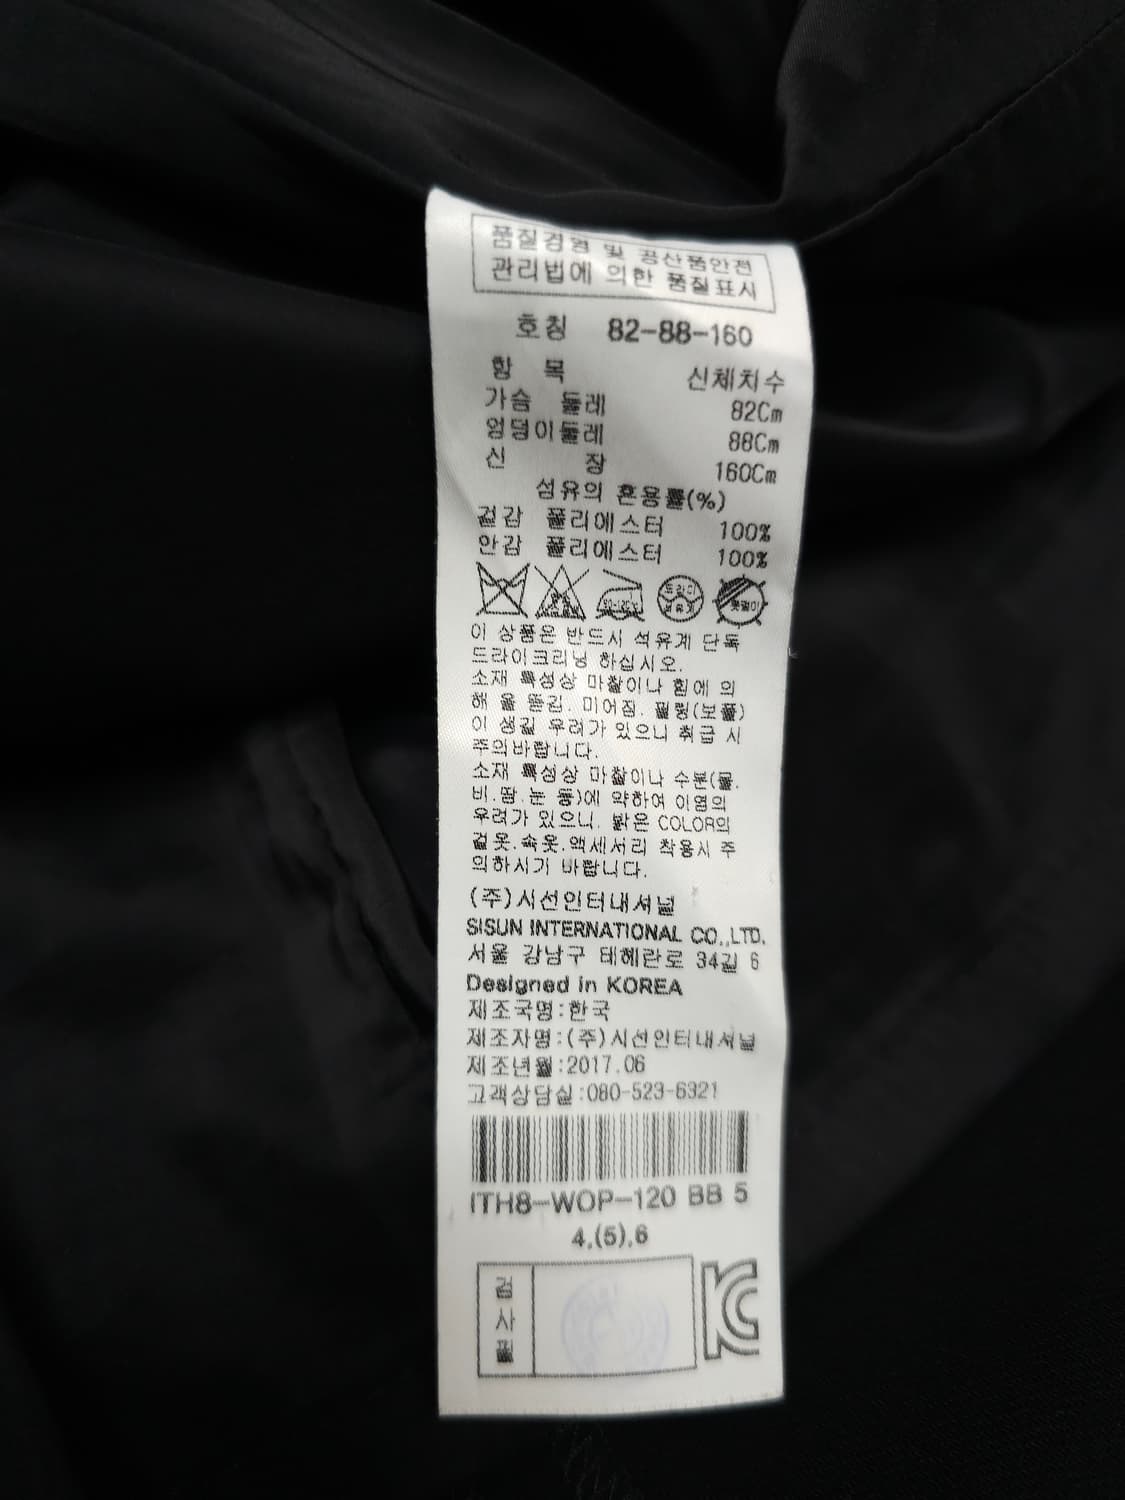 품질경영 및 공산품안전
관리법에 의한 품질표시
호칭 82-88-160
항 목 신체치수
가슴 둘레 82Cm
엉덩이둘레 88Cm
신 장 160Cm
섬유의 혼용률(%)
겉감 폴리에스터 100%
안감 폴리에스터 100%
드라이
석유계
옷걸이
이 상품은 반드시 석유계 단독
드라이크리닝 하십시오.
소재 특성상 마찰이나 힘에 의
해 올 뜯김. 미어짐. 필링(보풀)
이 생길 우려가 있으니 취급 시
주의바랍니다.
소재 특성상 마찰이나 수분(물.
비.땀.눈 등)에 약하여 이염의
우려가 있으니. 밝은 COLOR의
겉옷.속옷.액세서리 착용시 주
의하시기 바랍니다.
(주)시선인터내셔널
SISUN INTERNATIONAL CO.,LTD.
서울 강남구 테헤란로 34길 6
Designed in KOREA
제조국명:한국
제조자명:(주)시선인터내셔널
제조년월:2017.06
고객상담실:080-523-6321
ITH8-WOP-120 BB 5
4.(5).6
검사필
KC